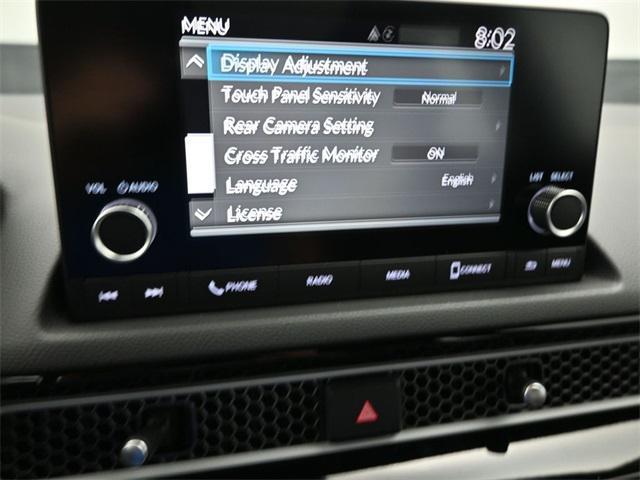 MENU 8:02
Display Adjustment
Touch Panel Sensitivity Normal
Rear Camera Setting
Cross Traffic Monitor ON
Language English
License
VOL AUDIO
LIST SELECT
PHONE RADIO MEDIA CONNECT MENU